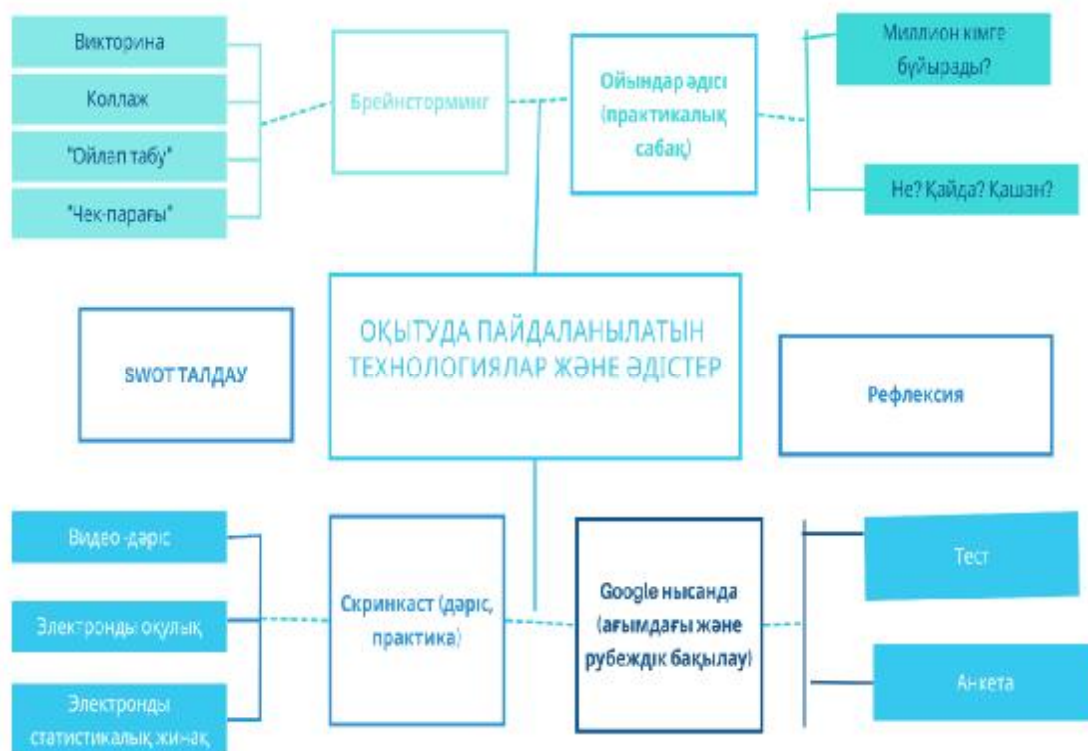 Викторина
Коллаж
"Ойлап табу"
"Чек-парағы"
Брейнсторминг
Ойындар әдісі
(практикалық
сабақ)
Миллион кімге
бұйырады?
Не? Қайда? Қашан?
SWOT ТАЛДАУ
ОҚЫТУДА ПАЙДАЛАНЫЛАТЫН
ТЕХНОЛОГИЯЛАР ЖӘНЕ ӘДІСТЕР
Рефлексия
Видео -дәріс
Электронды оқулық
Электронды
статистикалық жинақ
Скринкаст (дәріс,
практика)
Google нысанда
(ағымдағы және
рубеждік бақылау)
Тест
Анкета